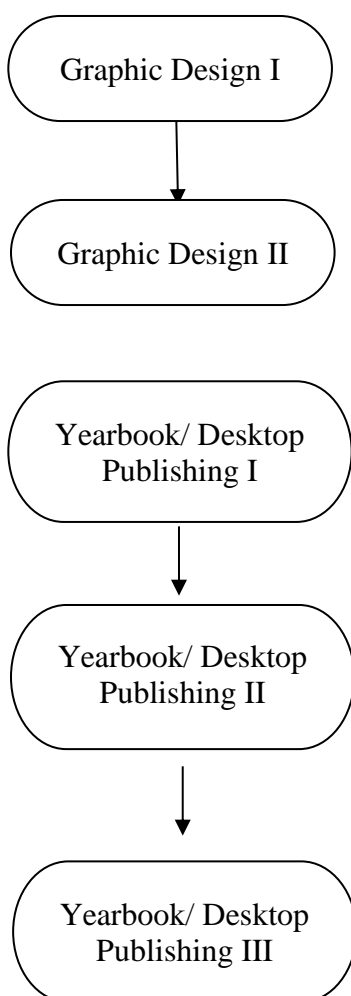 Graphic Design I
Graphic Design II
Yearbook/ Desktop
Publishing I
Yearbook/ Desktop
Publishing II
Yearbook/ Desktop
Publishing III